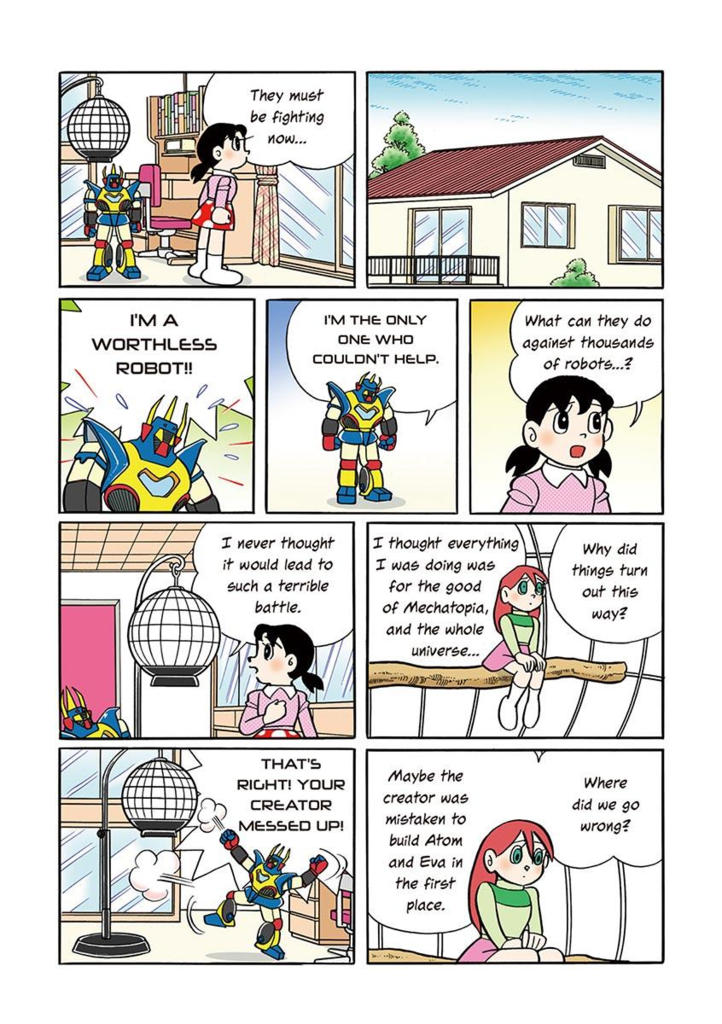 They must
be fighting
now...
What can they do
against thousands
of robots...?
I'M THE ONLY
ONE WHO
COULDN'T HELP.
I'M A
WORTHLESS
ROBOT!!
Why did
things turn
out this
way?
I thought everything
I was doing was
for the good
of Mechatopia,
and the whole
universe...
I never thought
it would lead to
such a terrible
battle.
Where
did we go
wrong?
Maybe the
creator was
mistaken to
build Atom
and Eva in
the first
place.
THAT'S
RIGHT! YOUR
CREATOR
MESSED UP!